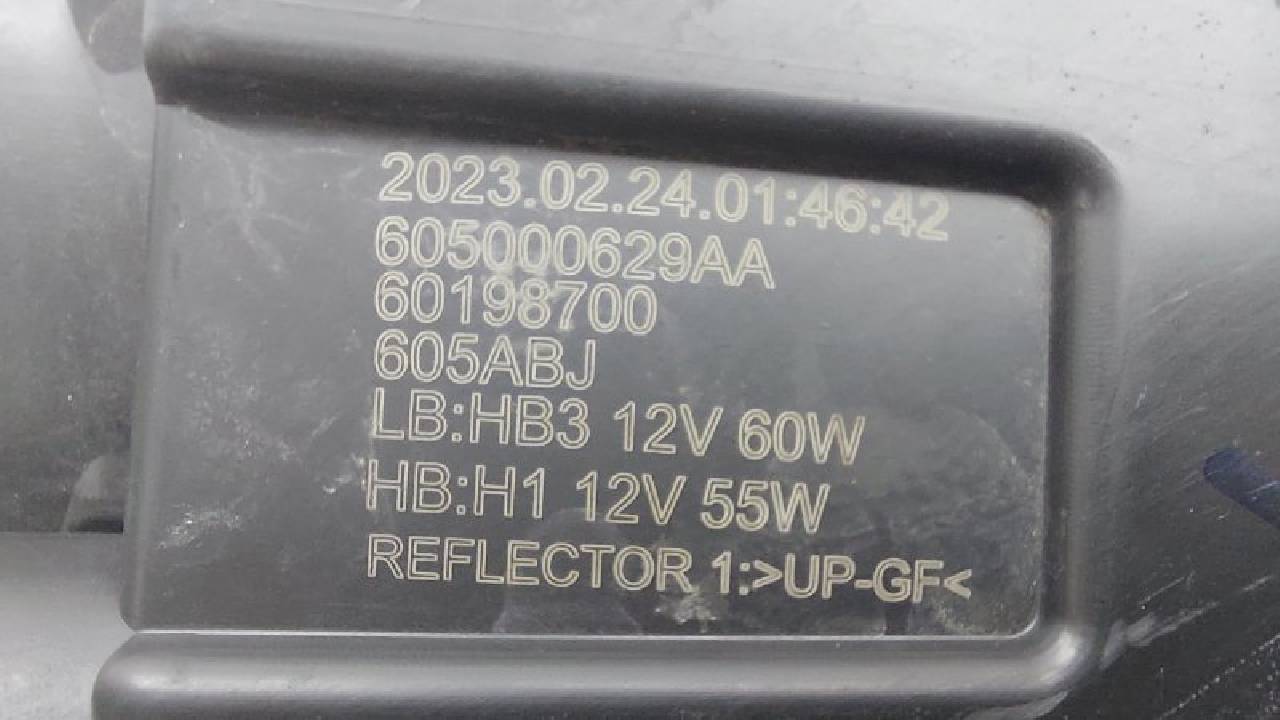 2023.02.24.01:46:42
605000629AA
60198700
605ABJ
LB:HB3 12V 60W
HB:H1 12V 55W
REFLECTOR 1:>UP-GF<